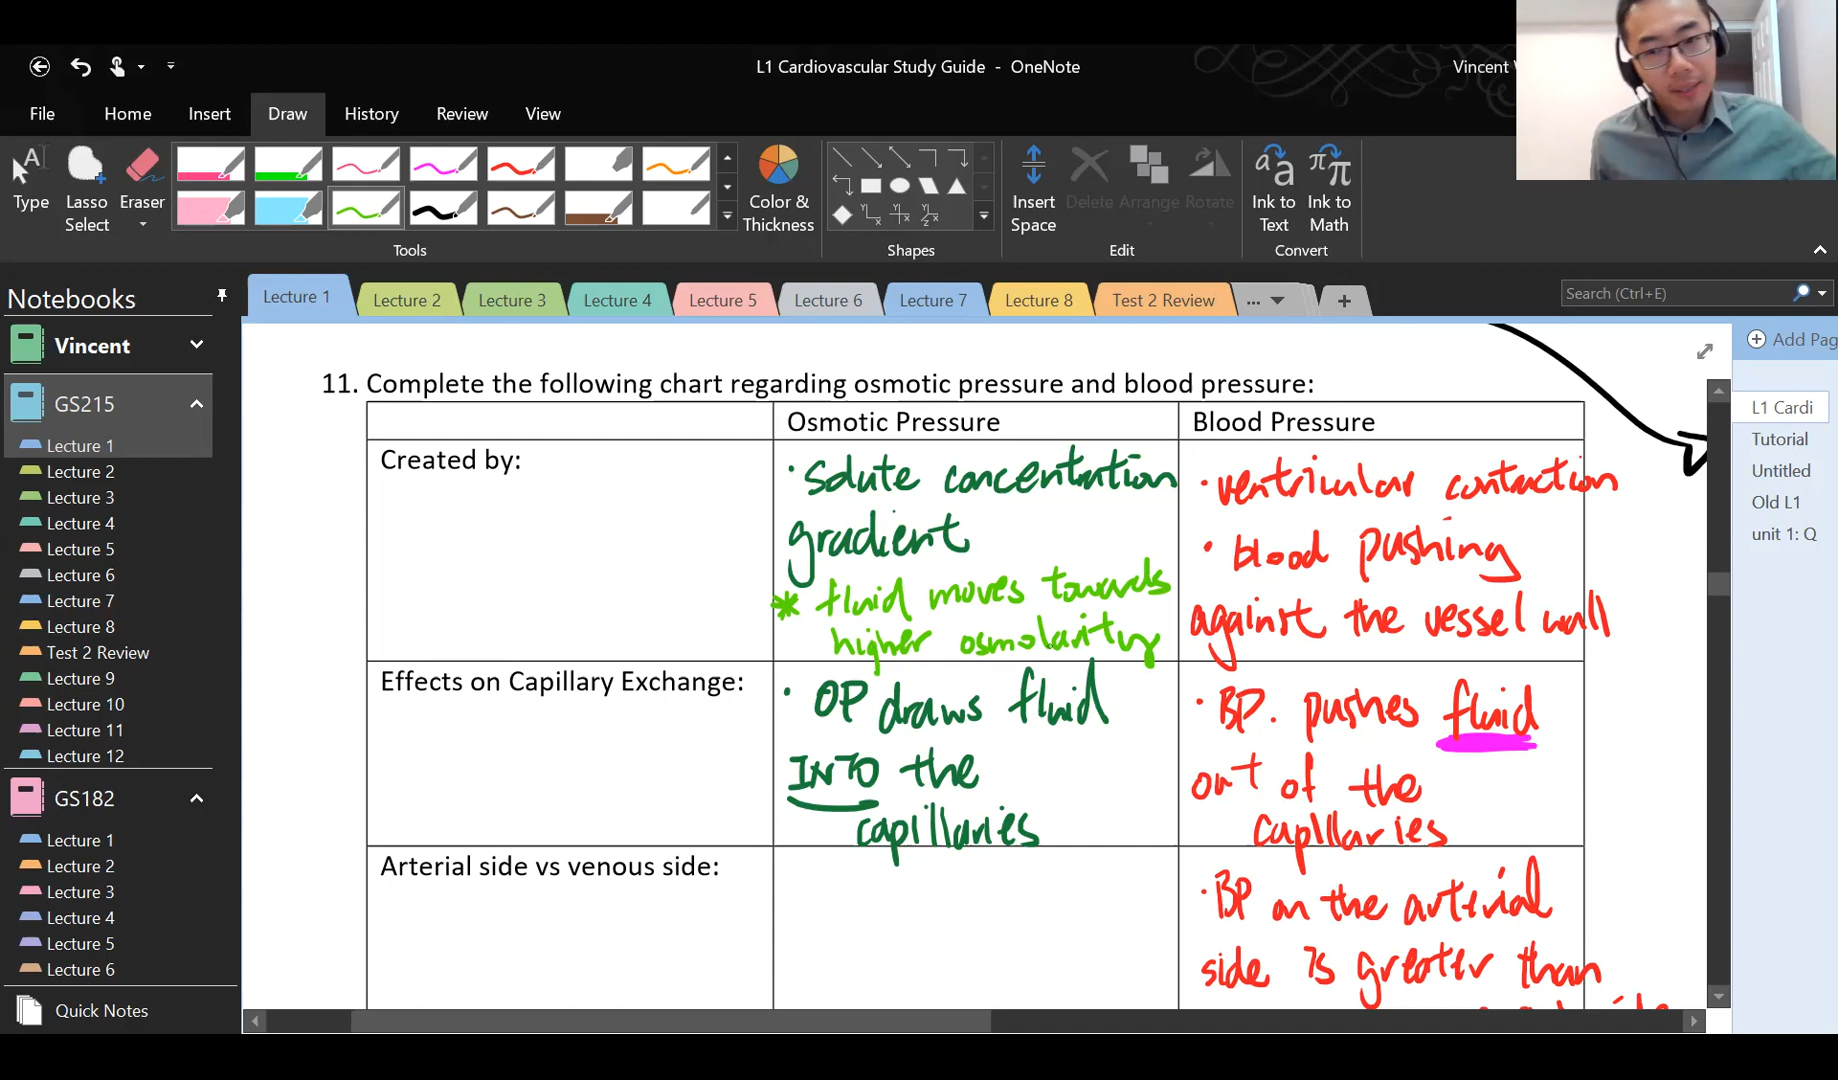 L1 Cardiovascular Study Guide - OneNote
Vincent
File
Home
Insert
Draw
History
Review
View
Type
Lasso Select
Eraser
Color & Thickness
Insert Space
Delete
Arrange
Rotate
Ink to Text
Ink to Math
Tools
Shapes
Edit
Convert
Notebooks
Lecture 1
Lecture 2
Lecture 3
Lecture 4
Lecture 5
Lecture 6
Lecture 7
Lecture 8
Test 2 Review
...
Search (Ctrl+E)
Vincent
GS215
Lecture 1
Lecture 2
Lecture 3
Lecture 4
Lecture 5
Lecture 6
Lecture 7
Lecture 8
Test 2 Review
Lecture 9
Lecture 10
Lecture 11
Lecture 12
GS182
Lecture 1
Lecture 2
Lecture 3
Lecture 4
Lecture 5
Lecture 6
Quick Notes
11. Complete the following chart regarding osmotic pressure and blood pressure:
Osmotic Pressure
Blood Pressure
Created by:
• solute concentration
gradient
* fluid moves towards
higher osmolarity
• ventricular contraction
• blood pushing
against the vessel wall
Effects on Capillary Exchange:
• OP draws fluid
INTO the
capillaries
• BP. pushes fluid
out of the
capillaries
Arterial side vs venous side:
• BP on the arterial
side is greater than
Add Pag
L1 Cardi
Tutorial
Untitled
Old L1
unit 1: Q